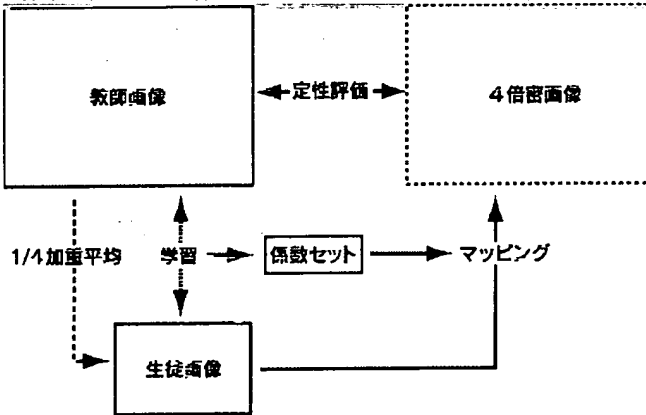 教師画像
定性評価
4倍密画像
1/4加重平均
学習
係数セット
マッピング
生徒画像